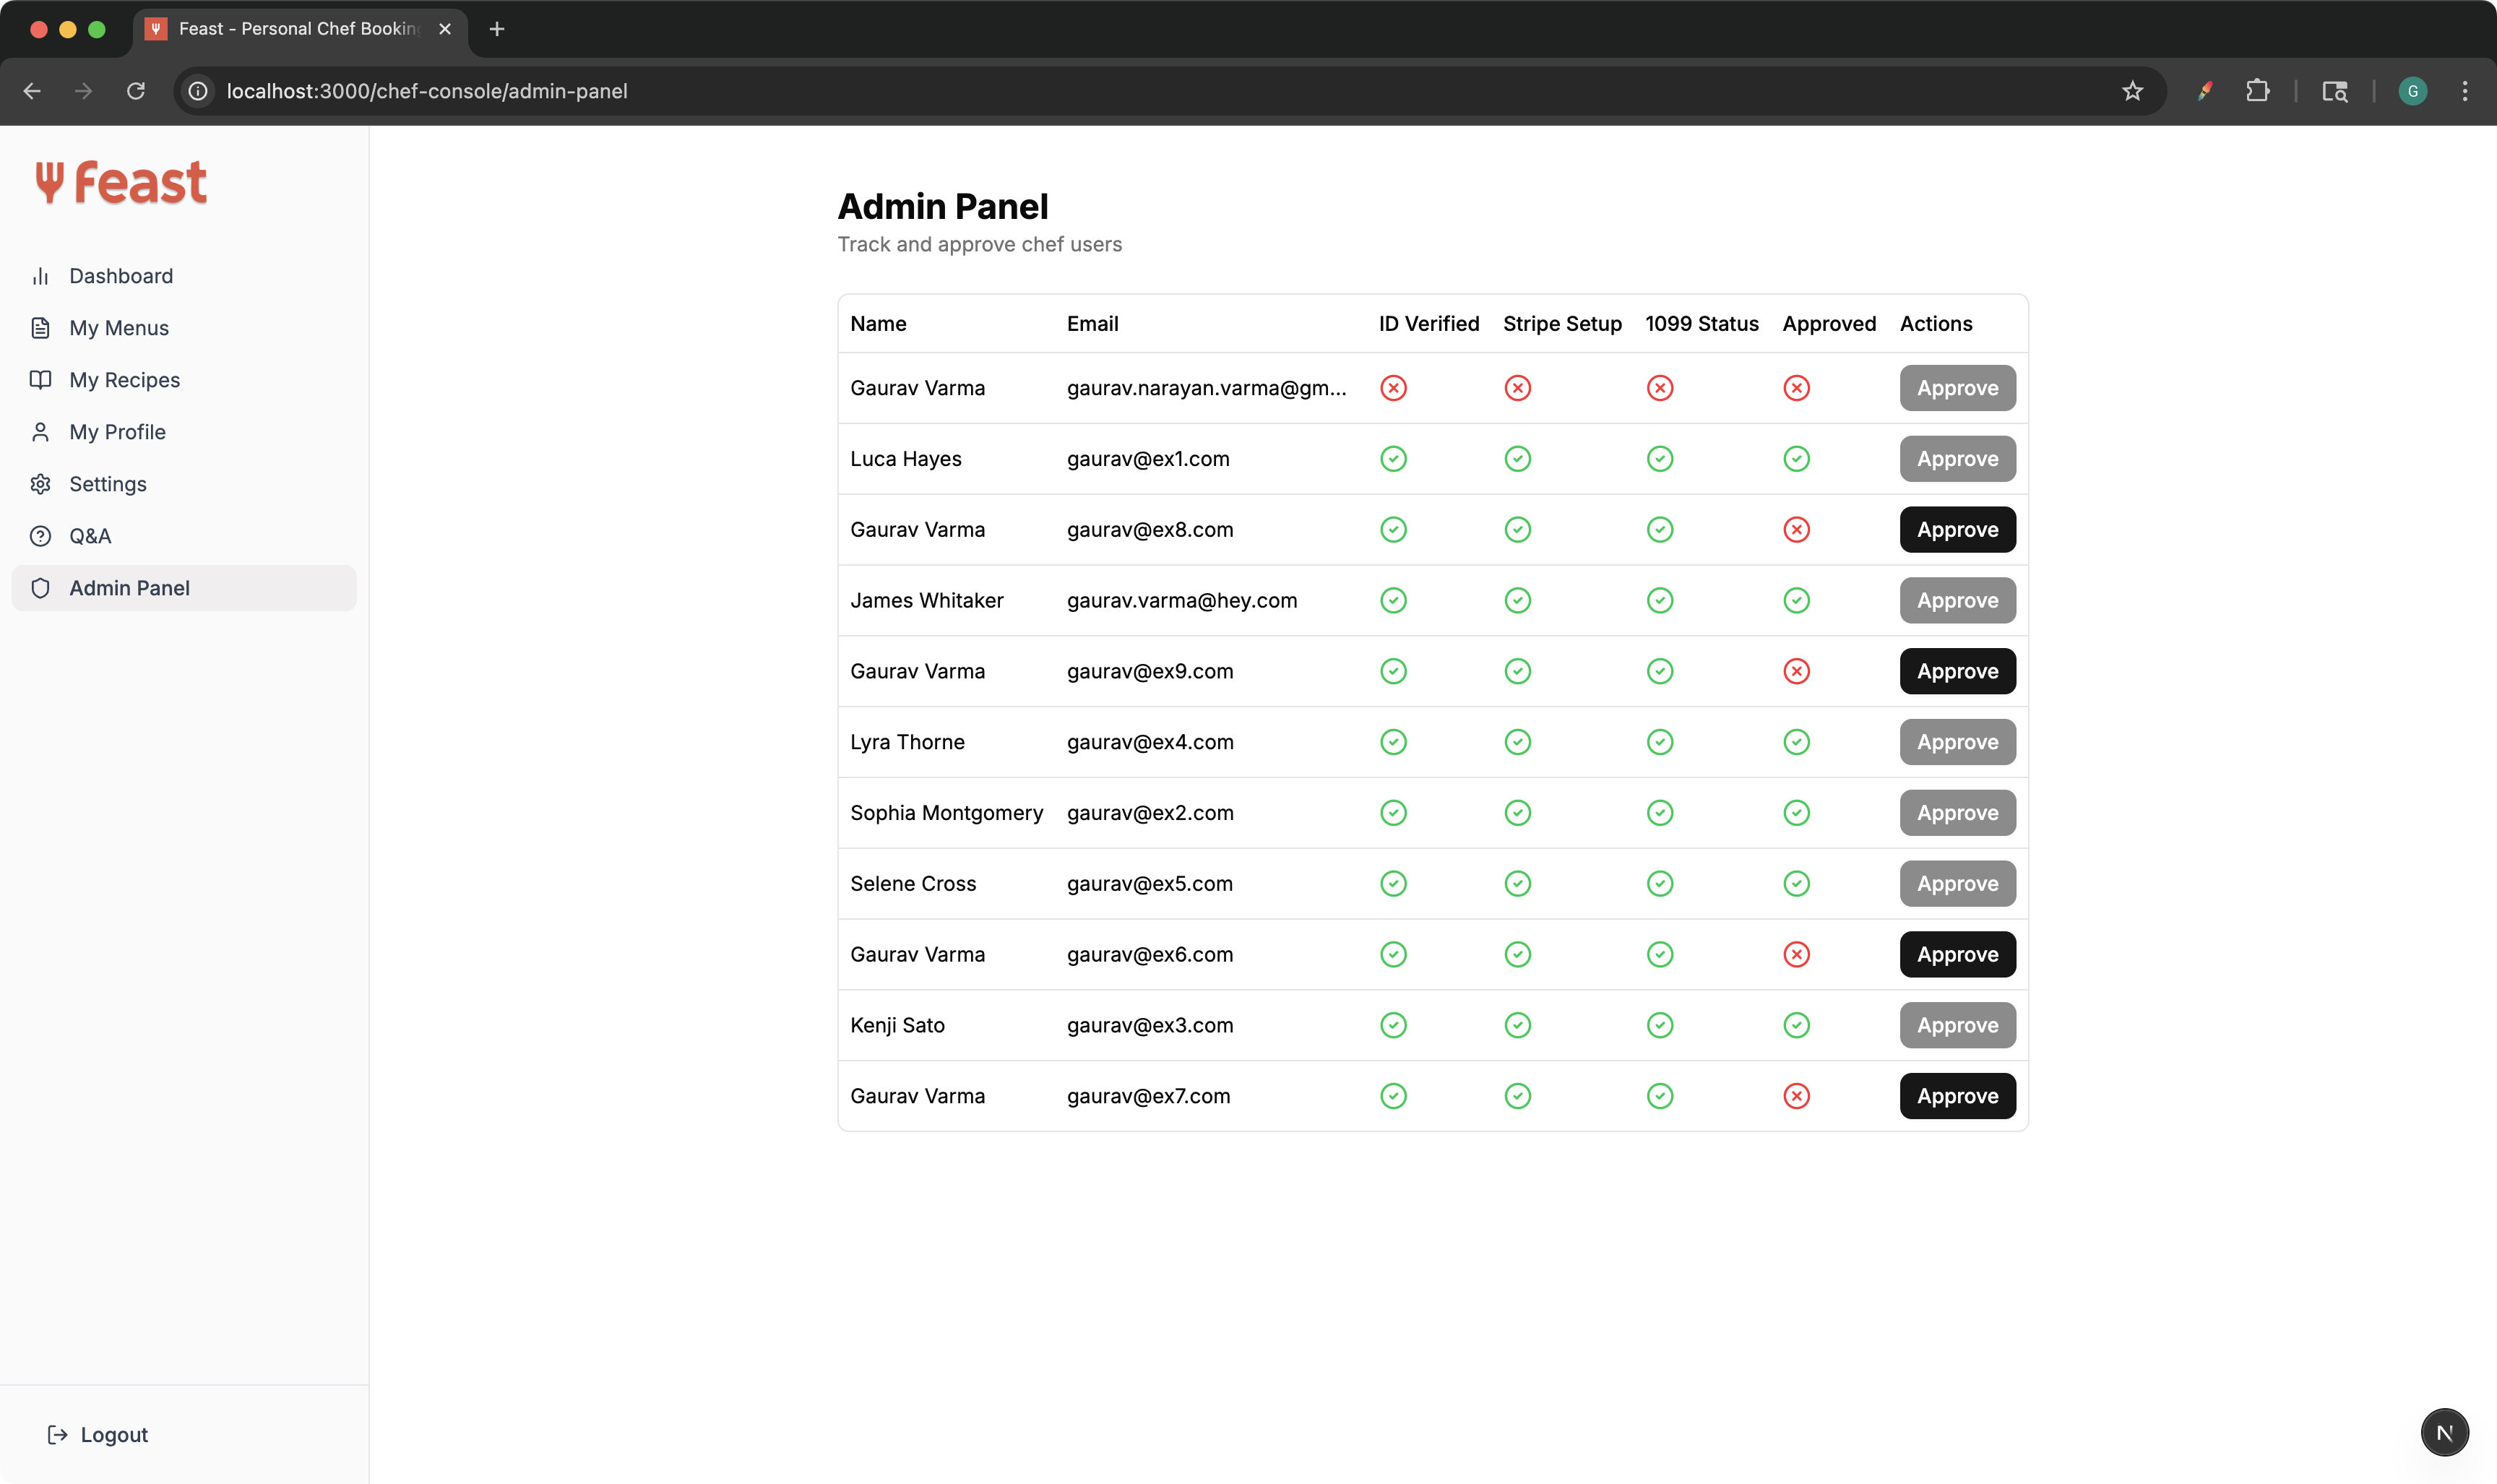 Feast - Personal Chef Booking
localhost:3000/chef-console/admin-panel
G
feast
Dashboard
My Menus
My Recipes
My Profile
Settings
Q&A
Admin Panel
Logout
Admin Panel
Track and approve chef users
Name Email ID Verified Stripe Setup 1099 Status Approved Actions
Gaurav Varma gaurav.narayan.varma@gm... Approve
Luca Hayes gaurav@ex1.com Approve
Gaurav Varma gaurav@ex8.com Approve
James Whitaker gaurav.varma@hey.com Approve
Gaurav Varma gaurav@ex9.com Approve
Lyra Thorne gaurav@ex4.com Approve
Sophia Montgomery gaurav@ex2.com Approve
Selene Cross gaurav@ex5.com Approve
Gaurav Varma gaurav@ex6.com Approve
Kenji Sato gaurav@ex3.com Approve
Gaurav Varma gaurav@ex7.com Approve
N